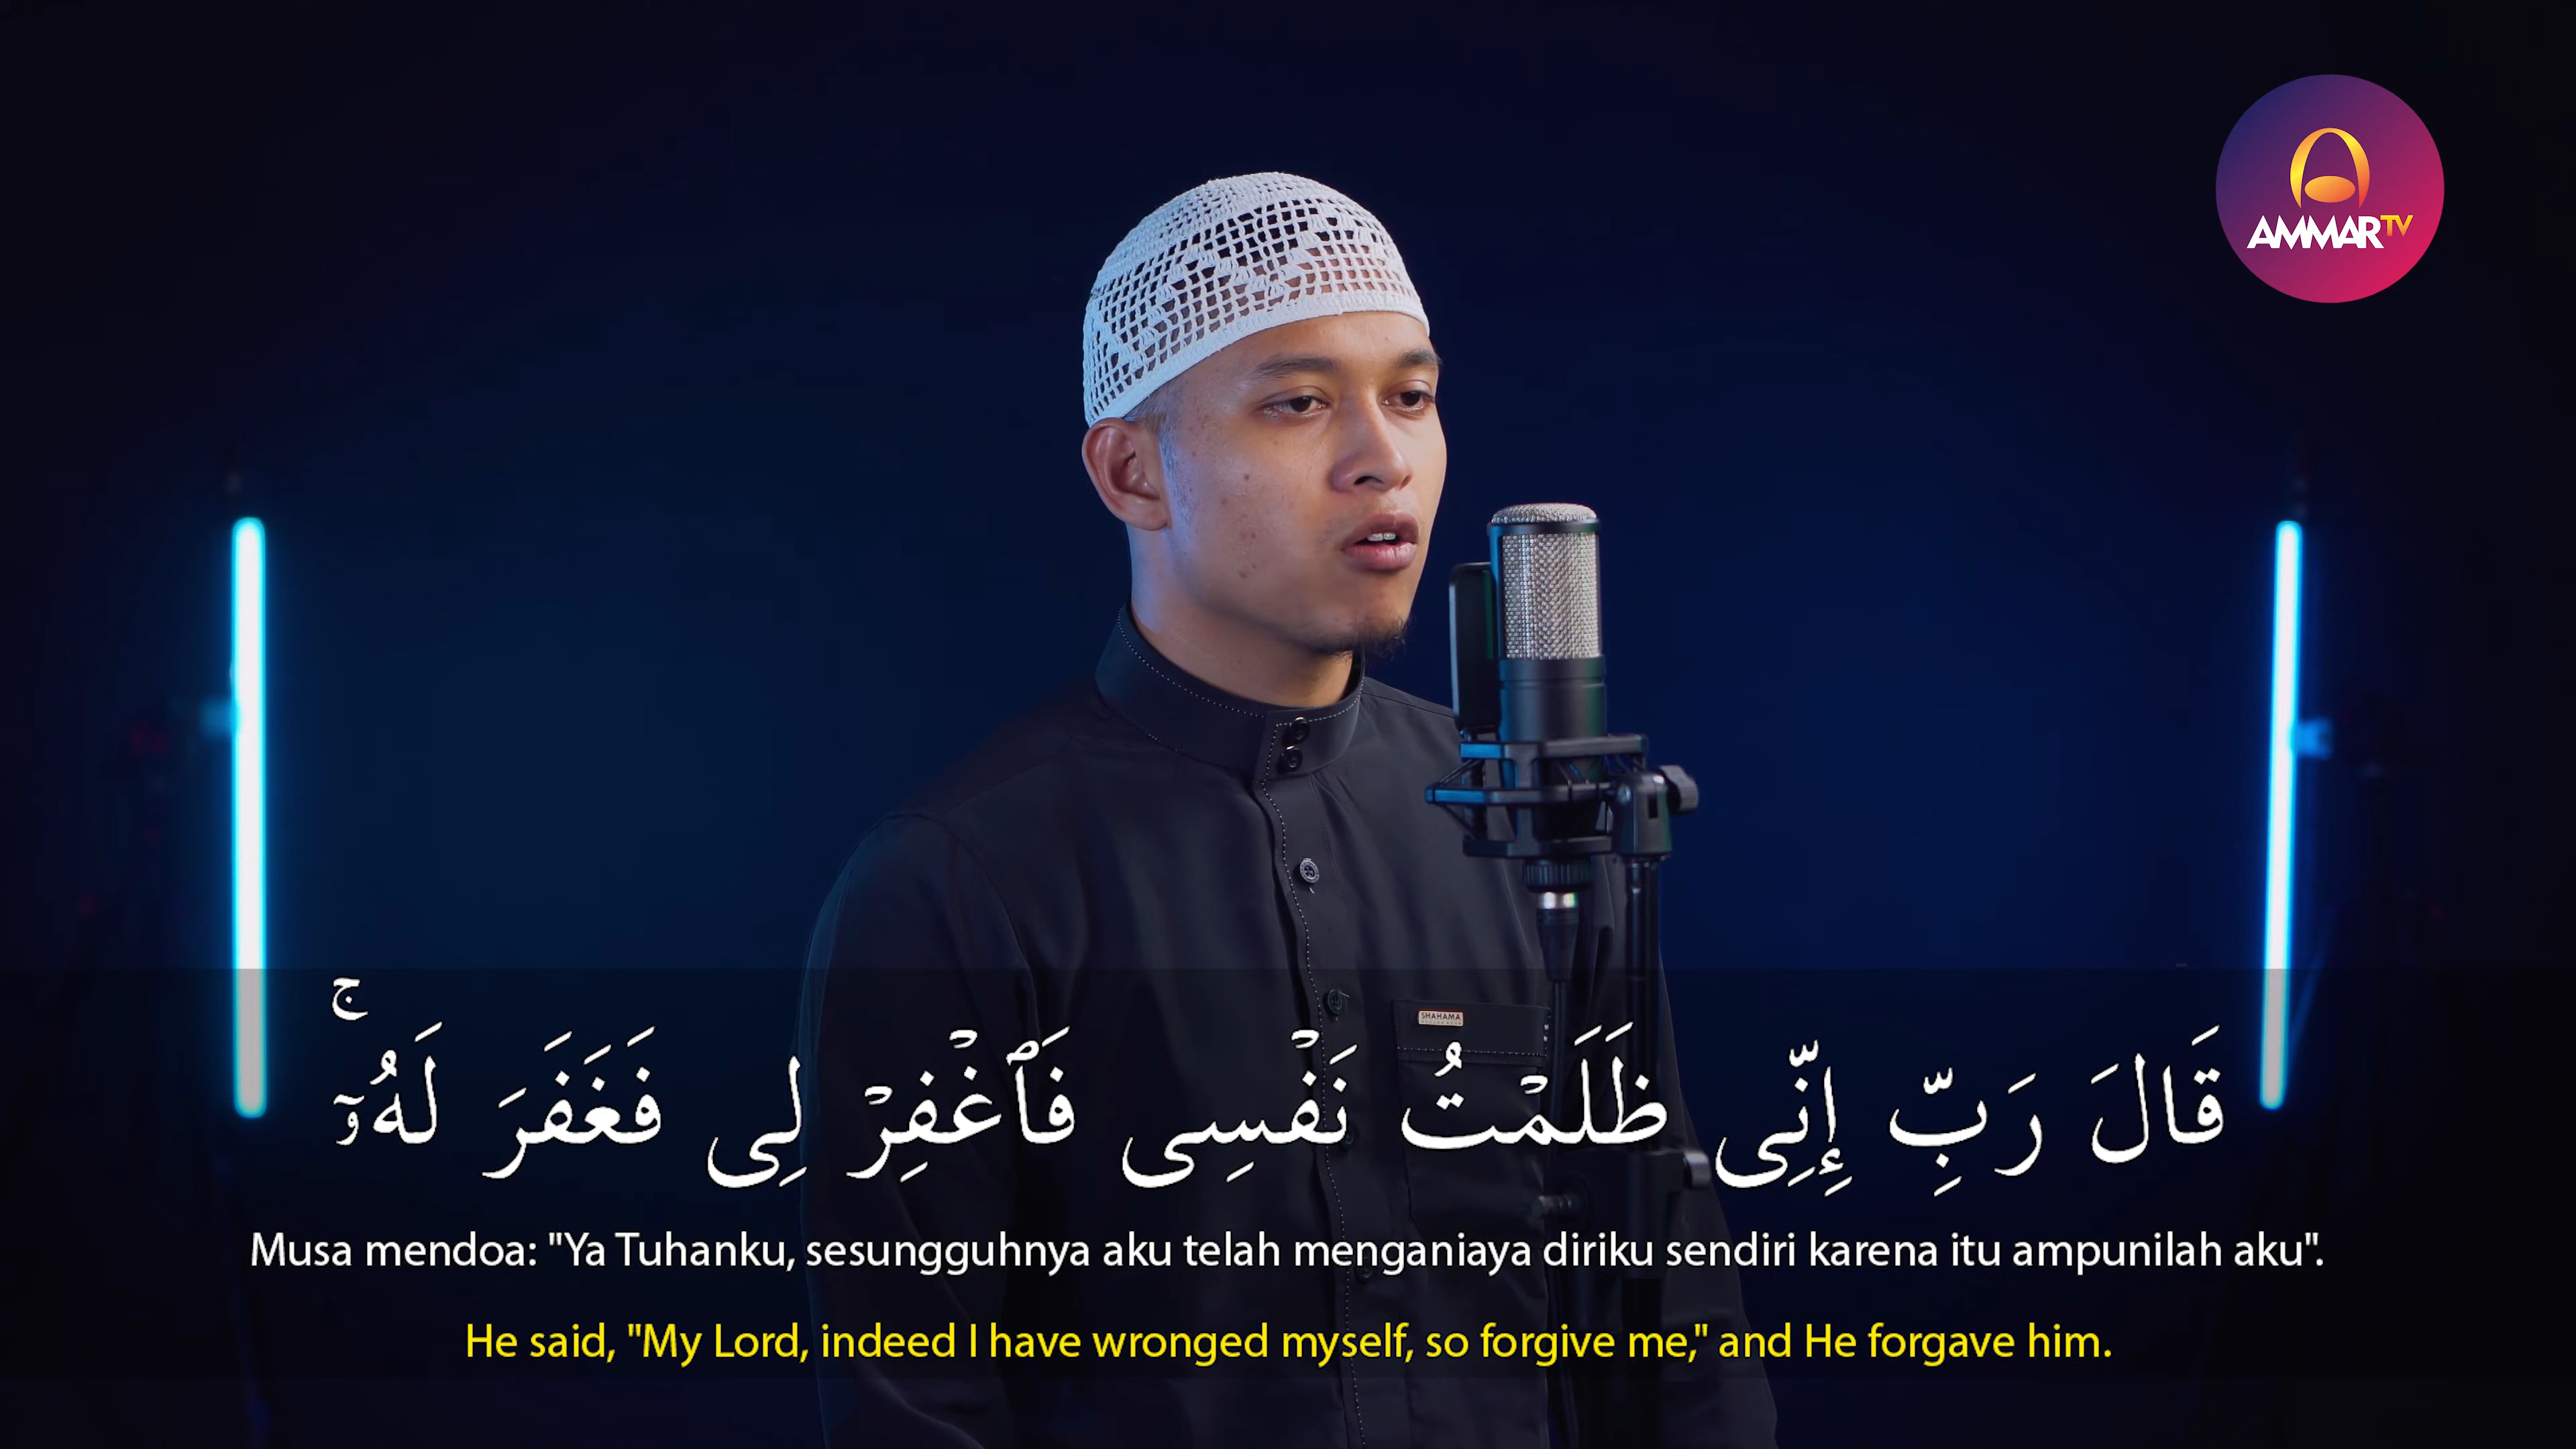 AMMARTV
SHAHAMA
قَالَ رَبِّ إِنِّى ظَلَمْتُ نَفْسِى فَٱغْفِرْ لِى فَغَفَرَ لَهُۥٓ ۚ
Musa mendoa: "Ya Tuhanku, sesungguhnya aku telah menganiaya diriku sendiri karena itu ampunilah aku".
He said, "My Lord, indeed I have wronged myself, so forgive me," and He forgave him.